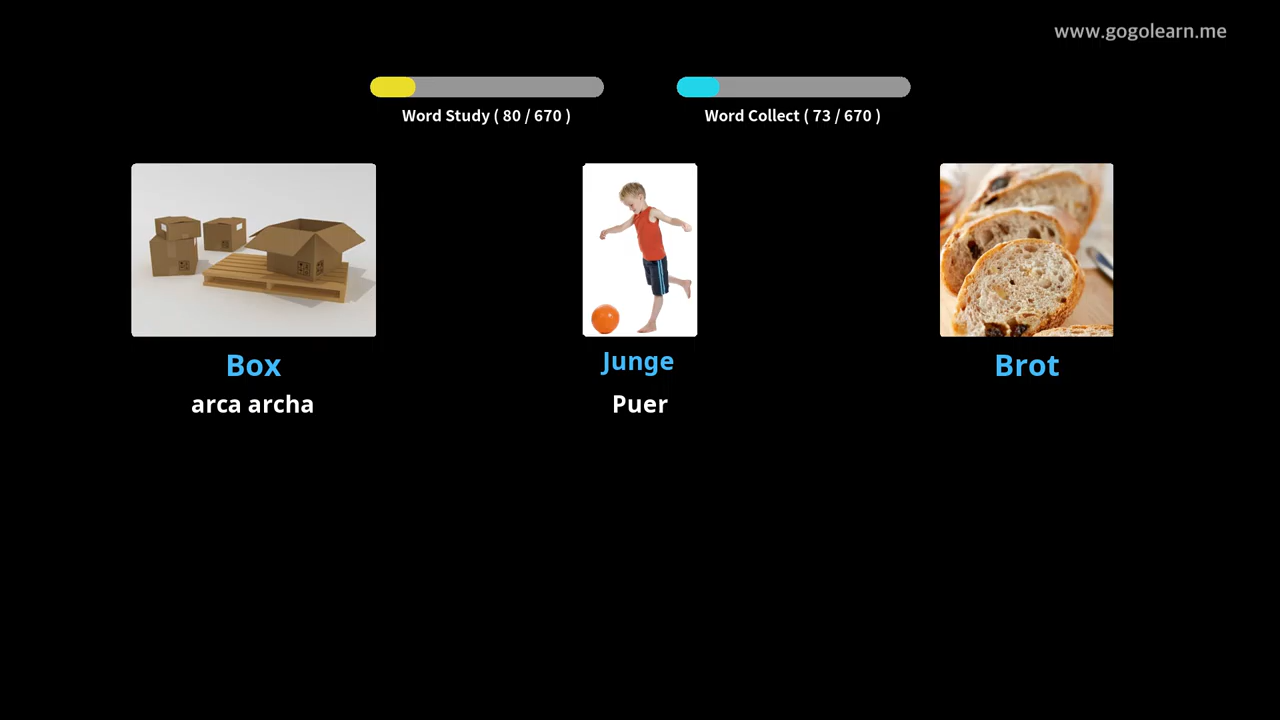 www.gogolearn.me
Word Study ( 80 / 670 )
Word Collect ( 73 / 670 )
Box
Junge
Brot
arca archa
Puer